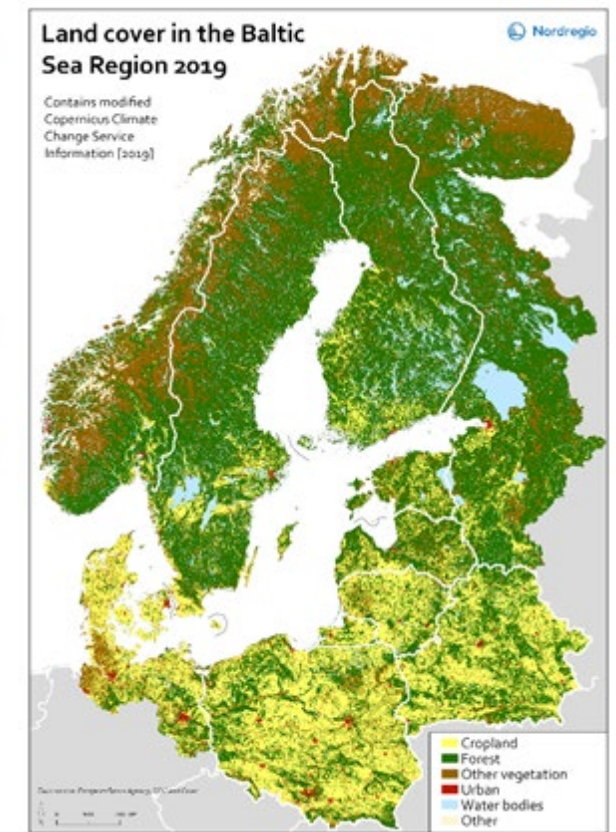 Land cover in the Baltic
Sea Region 2019
Nordregio
Contains modified
Copernicus Climate
Change Service
Information [2019]
Cropland
Forest
Other vegetation
Urban
Water bodies
Other